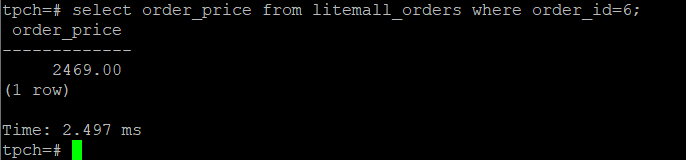 tpch=# select order_price from litemall_orders where order_id=6;
order_price
-------------
2469.00
(1 row)
Time: 2.497 ms
tpch=#